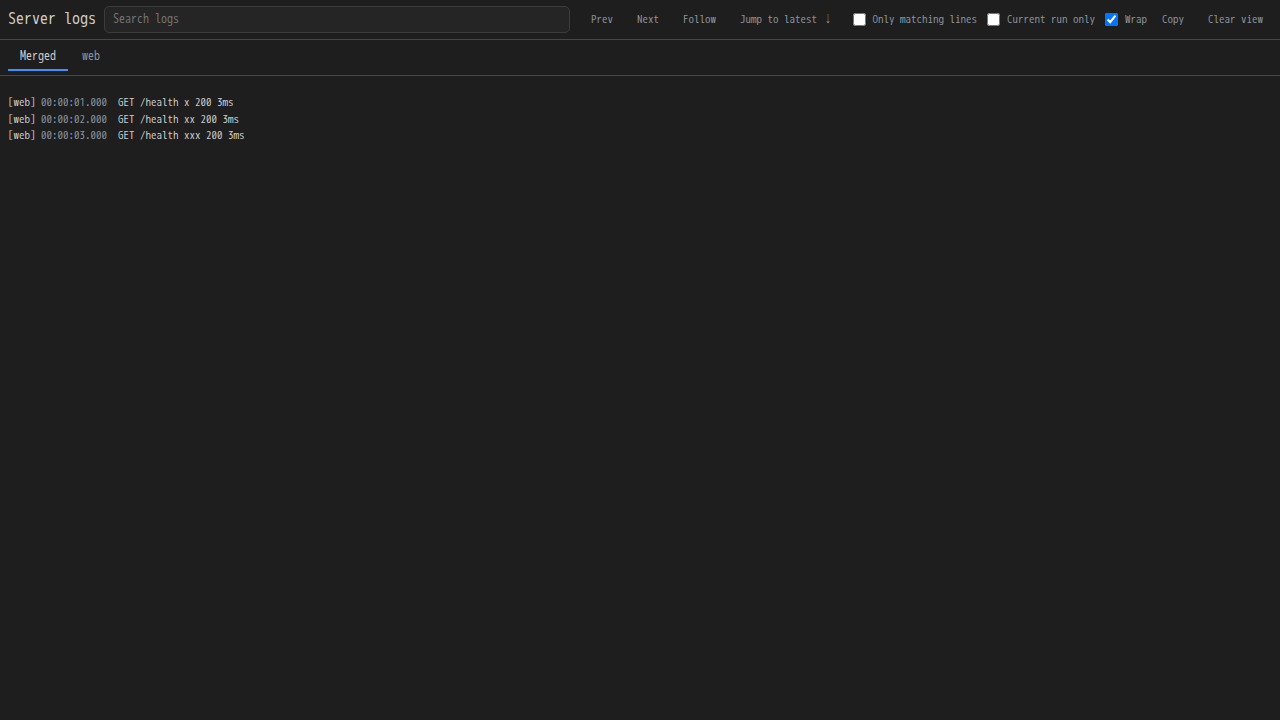 Server logs Search logs Prev Next Follow Jump to latest ↓ Only matching lines Current run only Wrap Copy Clear view
Merged web
[web] 00:00:01.000 GET /health x 200 3ms
[web] 00:00:02.000 GET /health xx 200 3ms
[web] 00:00:03.000 GET /health xxx 200 3ms